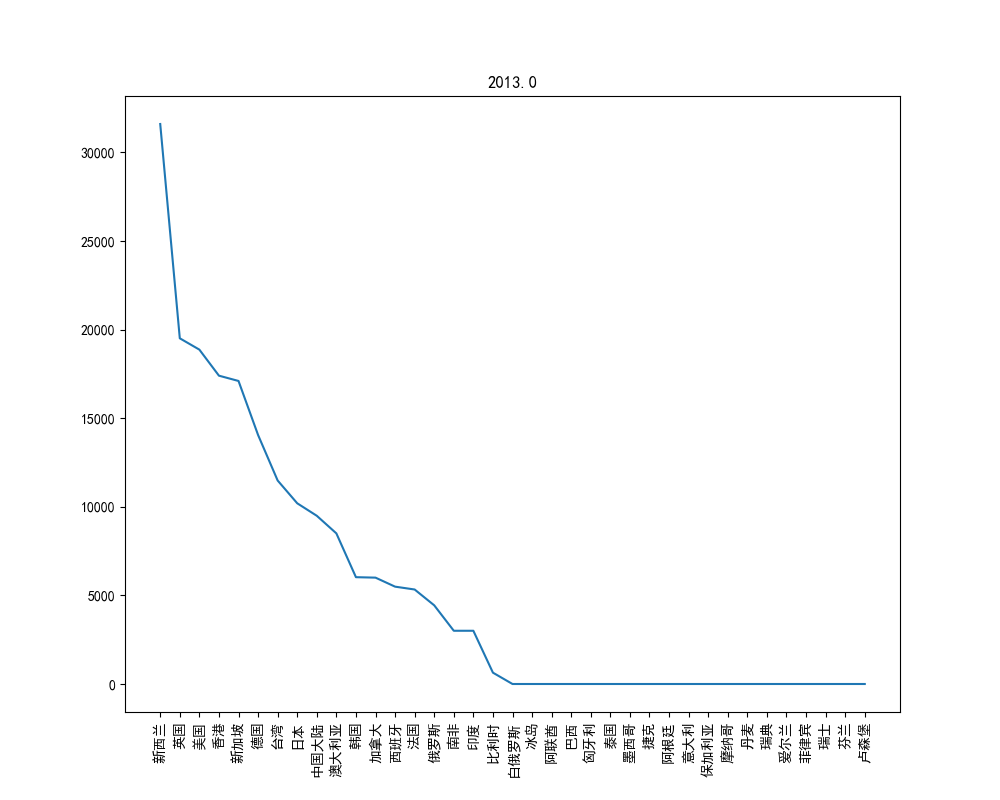 2013.0
30000
25000
20000
15000
10000
5000
0
新西兰
英国
美国
香港
新加坡
德国
台湾
日本
中国大陆
澳大利亚
韩国
加拿大
西班牙
法国
俄罗斯
南非
印度
比利时
白俄罗斯
冰岛
阿联酋
巴西
匈牙利
泰国
墨西哥
捷克
阿根廷
意大利
保加利亚
摩纳哥
丹麦
瑞典
爱尔兰
菲律宾
瑞士
芬兰
卢森堡